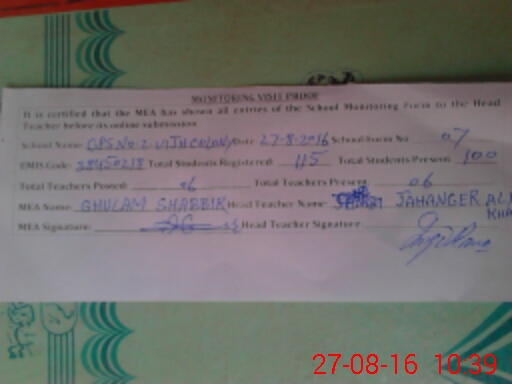 MONITORING VISIT PROOF
It is certified that the MEA has shown all entries of the School Monitoring Form to the Head
Teacher before its online submission
School Name: GPS No. 2 Date: 27-8-2016 School Form No 07
EMIS Code: 38450218 Total Students Registered: 115 Total Students Present: 100
Total Teachers Posted: 06 Total Teachers Present: 06
MEA Name: GHULAM SHABBIR Head Teacher Name: JAHANGER ALI
KHA
MEA Signature: Head Teacher Signature:
27-08-16 10:39